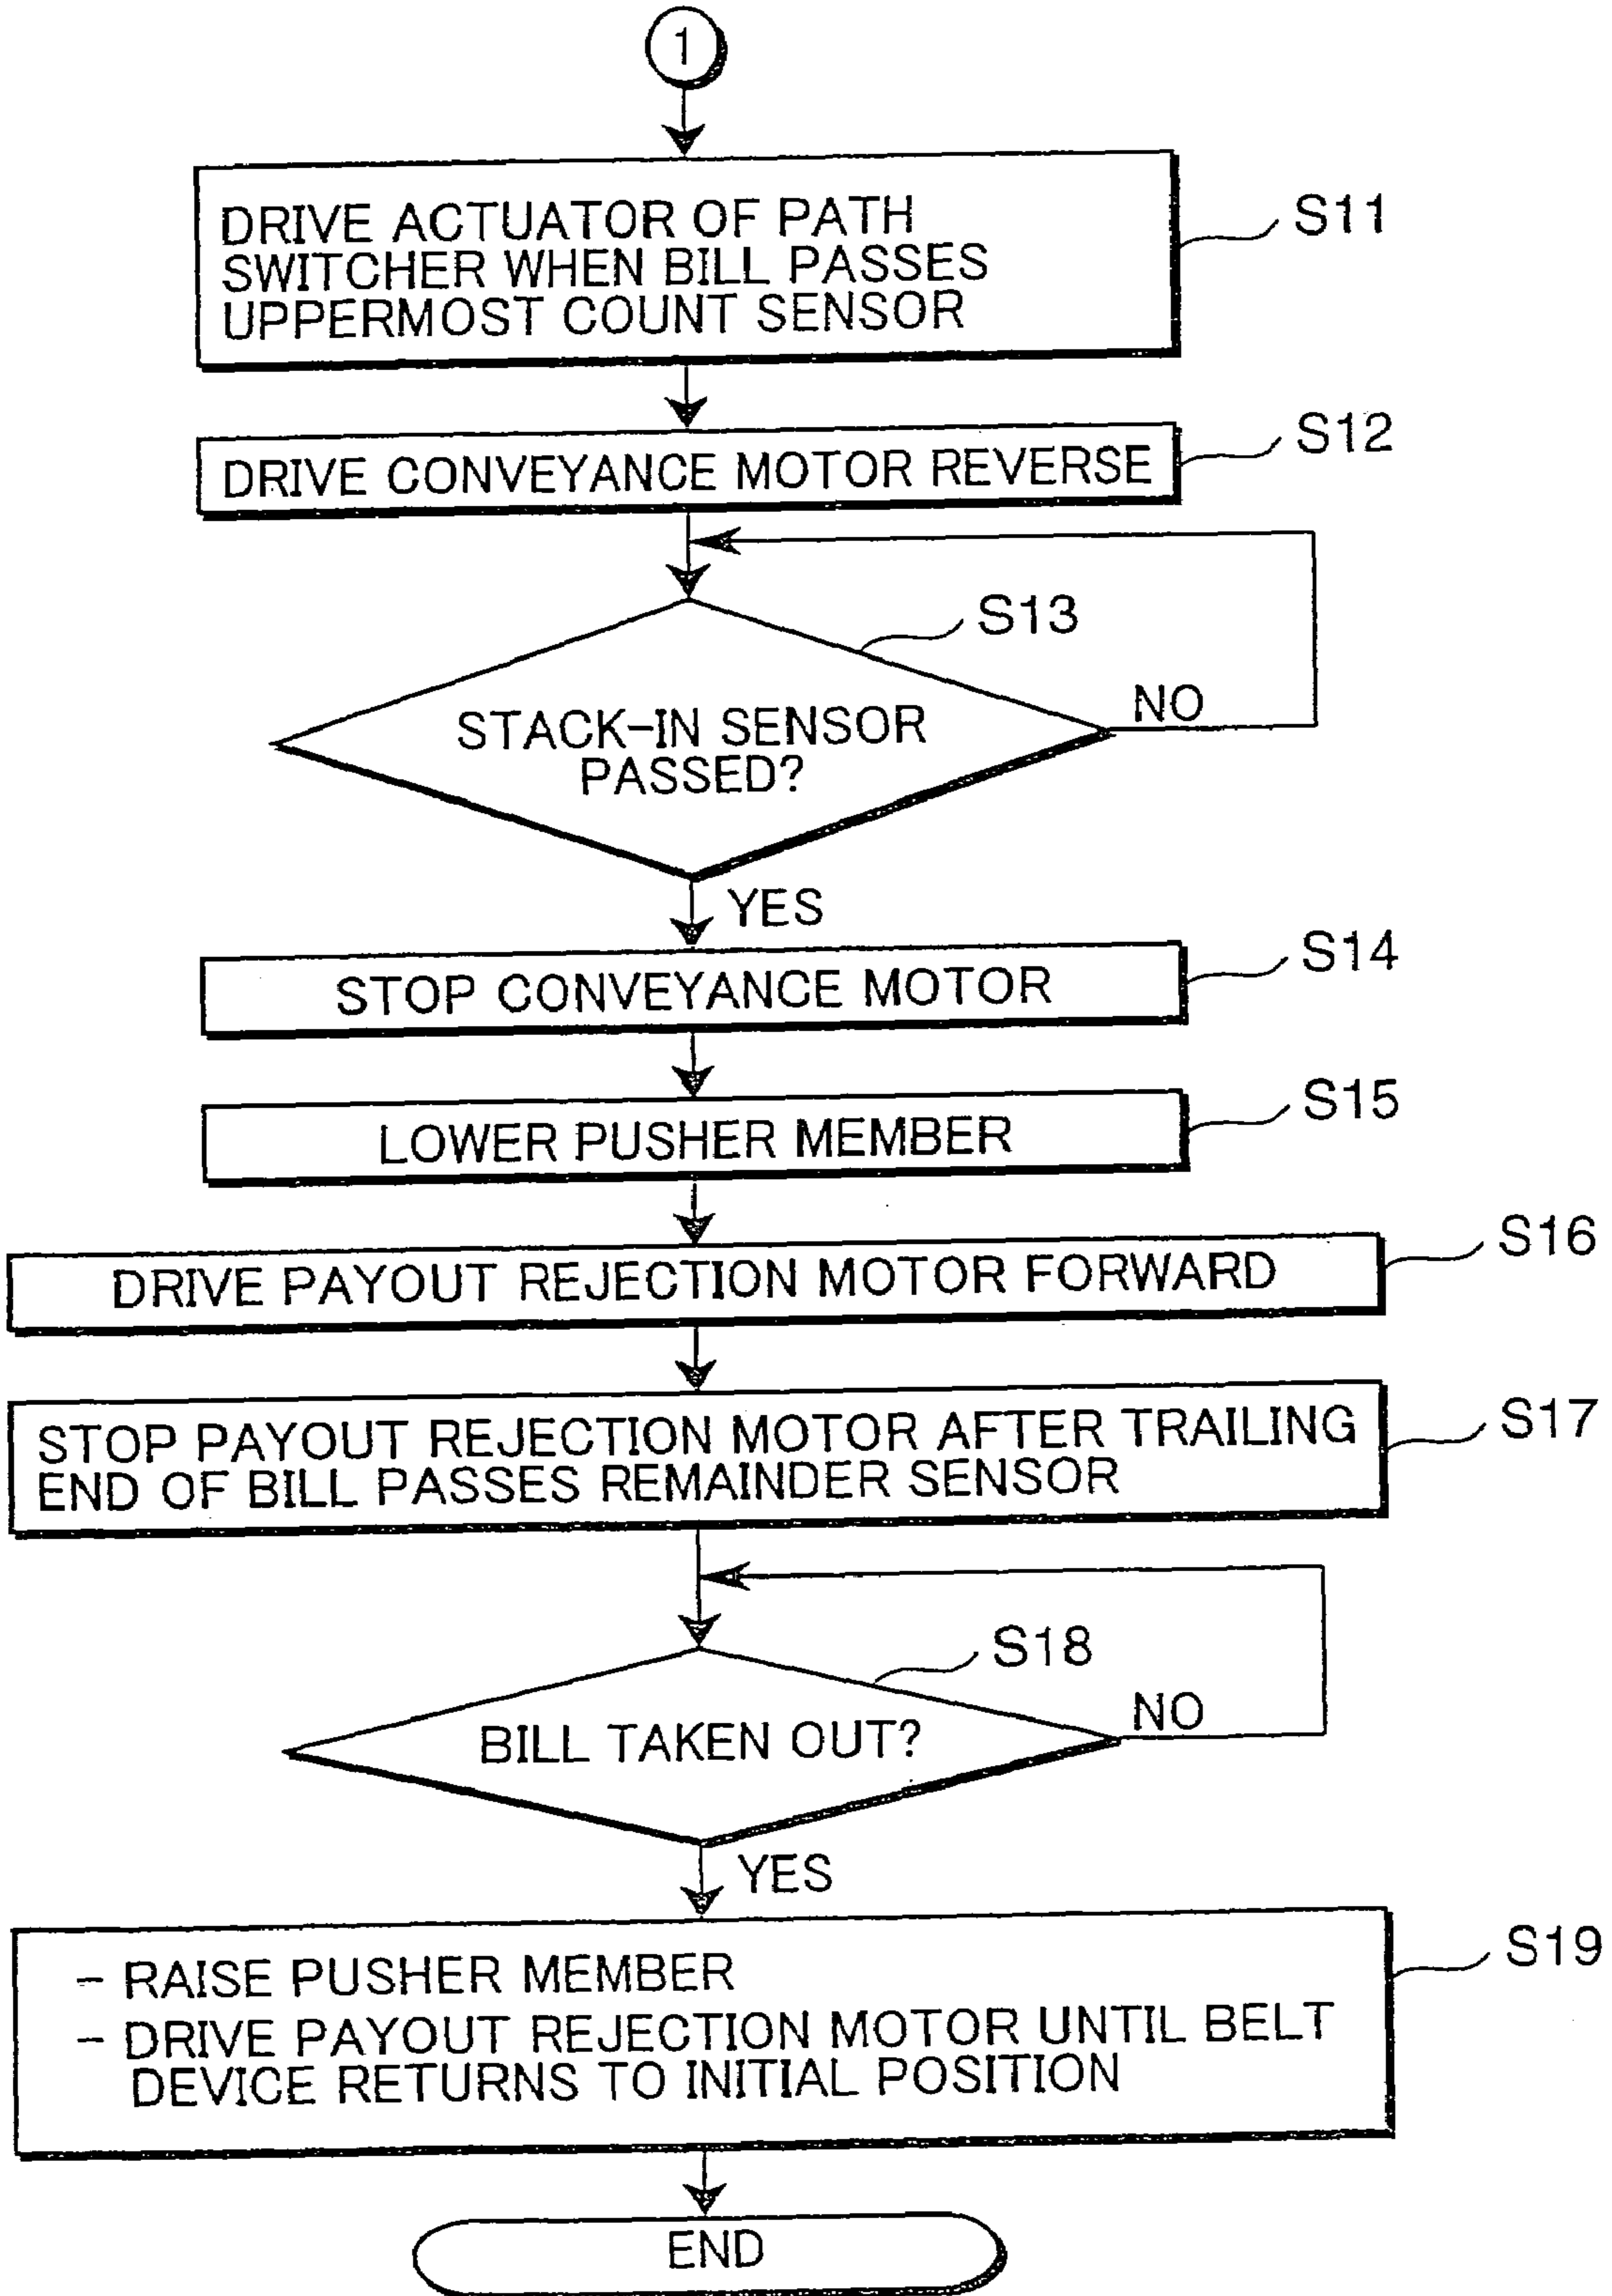 1
DRIVE ACTUATOR OF PATH
SWITCHER WHEN BILL PASSES
UPPERMOST COUNT SENSOR
S11
DRIVE CONVEYANCE MOTOR REVERSE
S12
S13
STACK-IN SENSOR
PASSED?
NO
YES
STOP CONVEYANCE MOTOR
S14
LOWER PUSHER MEMBER
S15
DRIVE PAYOUT REJECTION MOTOR FORWARD
S16
STOP PAYOUT REJECTION MOTOR AFTER TRAILING
END OF BILL PASSES REMAINDER SENSOR
S17
S18
BILL TAKEN OUT?
NO
YES
- RAISE PUSHER MEMBER
- DRIVE PAYOUT REJECTION MOTOR UNTIL BELT
DEVICE RETURNS TO INITIAL POSITION
S19
END